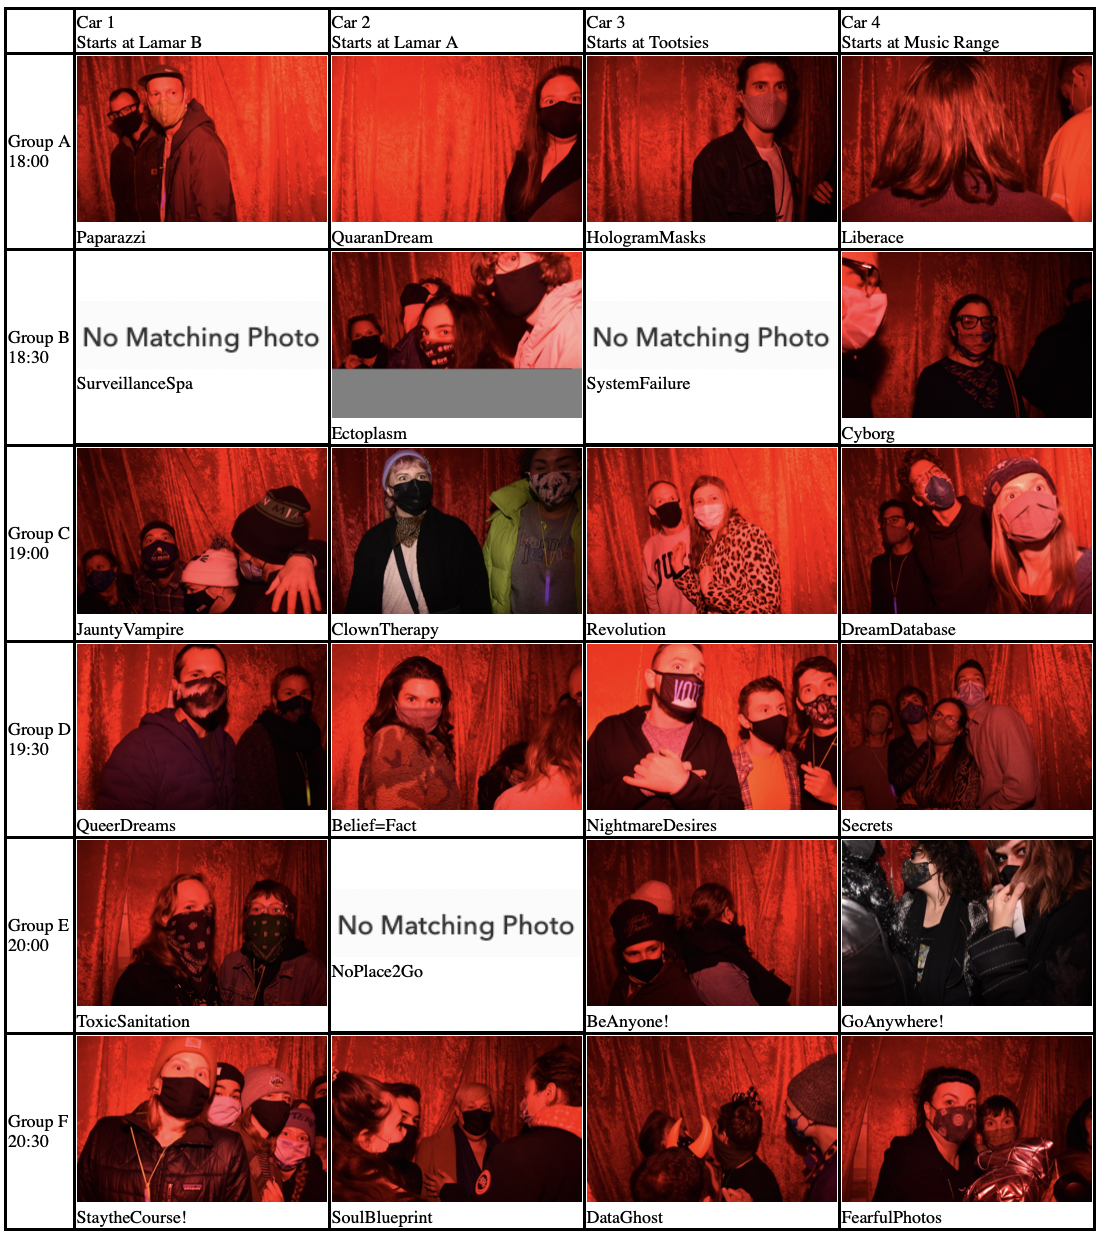 Car 1
Starts at Lamar B
Car 2
Starts at Lamar A
Car 3
Starts at Tootsies
Car 4
Starts at Music Range
Group A
18:00
Paparazzi
QuaranDream
HologramMasks
Liberace
Group B
18:30
No Matching Photo
SurveillanceSpa
Ectoplasm
No Matching Photo
SystemFailure
Cyborg
Group C
19:00
JauntyVampire
ClownTherapy
Revolution
DreamDatabase
Group D
19:30
VOTE
QueerDreams
Belief=Fact
NightmareDesires
Secrets
Group E
20:00
ToxicSanitation
No Matching Photo
NoPlace2Go
BeAnyone!
GoAnywhere!
Group F
20:30
StaytheCourse!
SoulBlueprint
DataGhost
FearfulPhotos